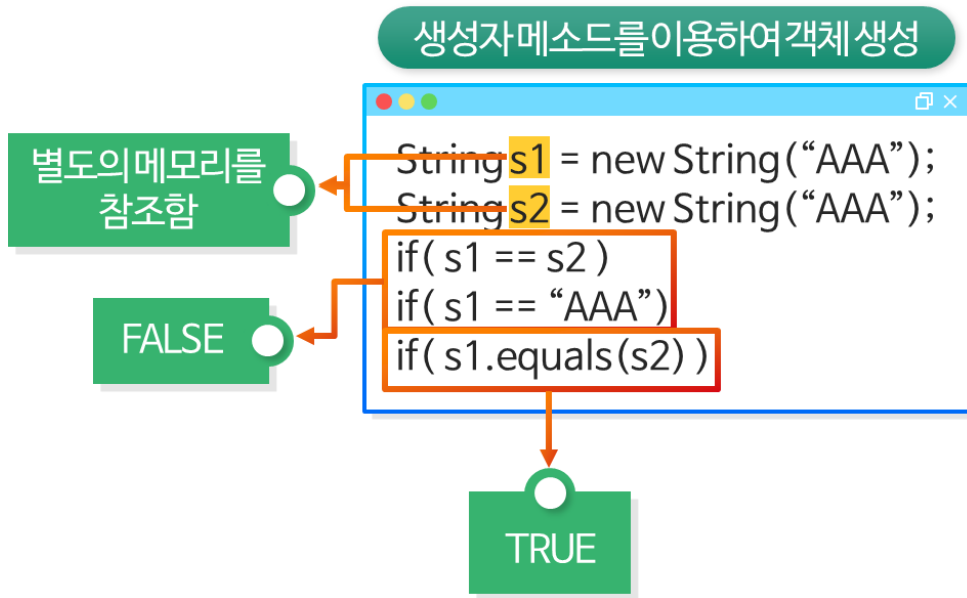 생성자 메소드를 이용하여 객체 생성
별도의 메모리를
참조함
String s1 = new String(“AAA”);
String s2 = new String(“AAA”);
if( s1 == s2 )
if( s1 == “AAA”)
if( s1.equals(s2) )
FALSE
TRUE